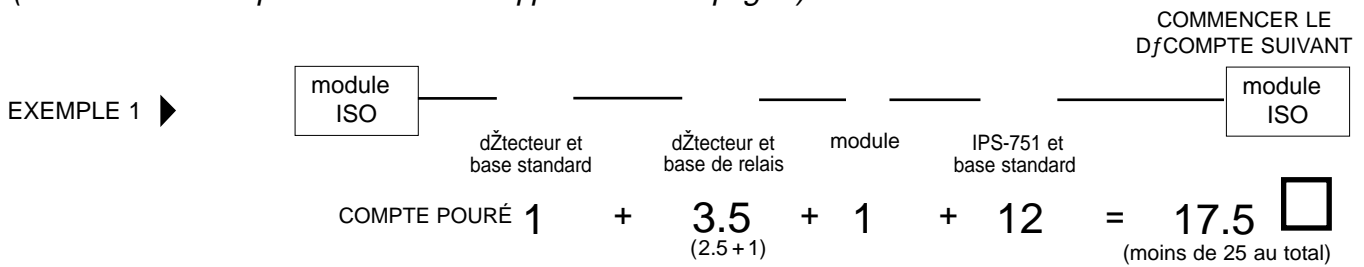 COMMENCER LE
DƒCOMPTE SUIVANT
EXEMPLE 1
module
ISO
module
ISO
dŽtecteur et
base standard
dŽtecteur et
base de relais
module
IPS-751 et
base standard
COMPTE POURÉ 1 + 3.5 + 1 + 12 = 17.5
(2.5 + 1)
(moins de 25 au total)